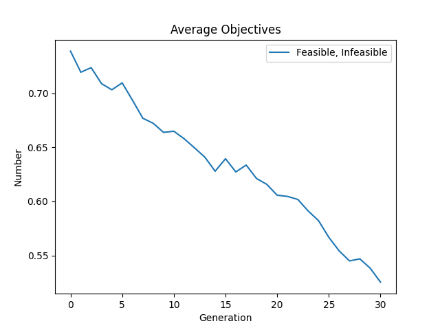 Average Objectives
Feasible, Infeasible
Number
0.70
0.65
0.60
0.55
0 5 10 15 20 25 30
Generation